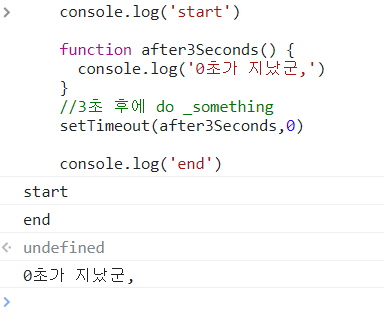 console.log('start')
function after3Seconds() {
console.log('0초가 지났군,')
}
//3초 후에 do _something
setTimeout(after3Seconds,0)
console.log('end')
start
end
undefined
0초가 지났군,